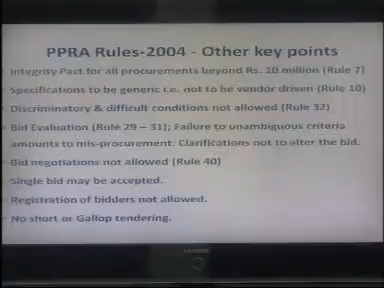 PPRA Rules-2004 - Other key points
Integrity Pact for all procurements beyond Rs. 10 million (Rule 7)
Specifications to be generic i.e. not to be vendor driven (Rule 10)
Discriminatory & difficult conditions not allowed (Rule 32)
Bid Evaluation (Rule 29 – 31); Failure to unambiguous criteria
amounts to mis-procurement: Clarifications not to alter the bid.
Bid negotiations not allowed (Rule 40)
Single bid may be accepted.
Registration of bidders not allowed.
No short or Gallop tendering.